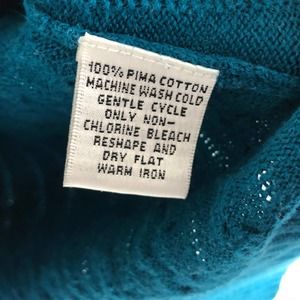 100% PIMA COTTON
MACHINE WASH COLD
GENTLE CYCLE
ONLY NON-
CHLORINE BLEACH
RESHAPE AND
DRY FLAT
WARM IRON